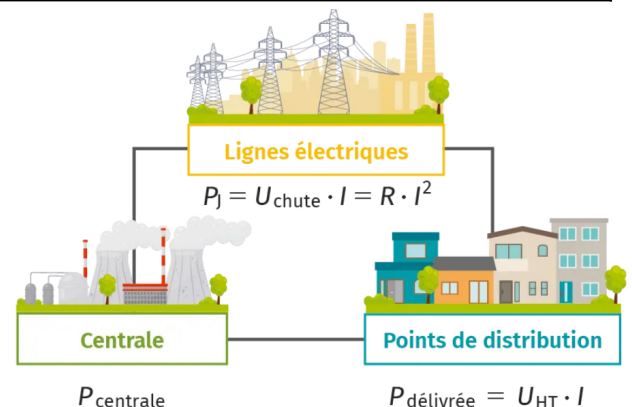 Lignes électriques
P_J = U_chute · I = R · I²
Centrale
Points de distribution
P_centrale
P_délivrée = U_HT · I